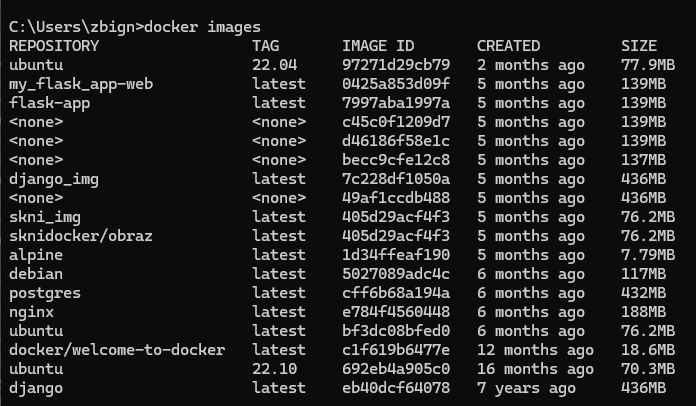 C:\Users\zbign>docker images
REPOSITORY TAG IMAGE ID CREATED SIZE
ubuntu 22.04 97271d29cb79 2 months ago 77.9MB
my_flask_app-web latest 0425a853d09f 5 months ago 139MB
flask-app latest 7997aba1997a 5 months ago 139MB
<none> <none> c45c0f1209d7 5 months ago 139MB
<none> <none> d46186f58e1c 5 months ago 139MB
<none> <none> becc9cfe12c8 5 months ago 137MB
django_img latest 7c228df1050a 5 months ago 436MB
<none> <none> 49af1ccdb488 5 months ago 436MB
skni_img latest 405d29acf4f3 5 months ago 76.2MB
sknidocker/obraz latest 405d29acf4f3 5 months ago 76.2MB
alpine latest 1d34ffeaf190 5 months ago 7.79MB
debian latest 5027089adc4c 6 months ago 117MB
postgres latest cff6b68a194a 6 months ago 432MB
nginx latest e784f4560448 6 months ago 188MB
ubuntu latest bf3dc08bfed0 6 months ago 76.2MB
docker/welcome-to-docker latest c1f619b6477e 12 months ago 18.6MB
ubuntu 22.10 692eb4a905c0 16 months ago 70.3MB
django latest eb40dcf64078 7 years ago 436MB